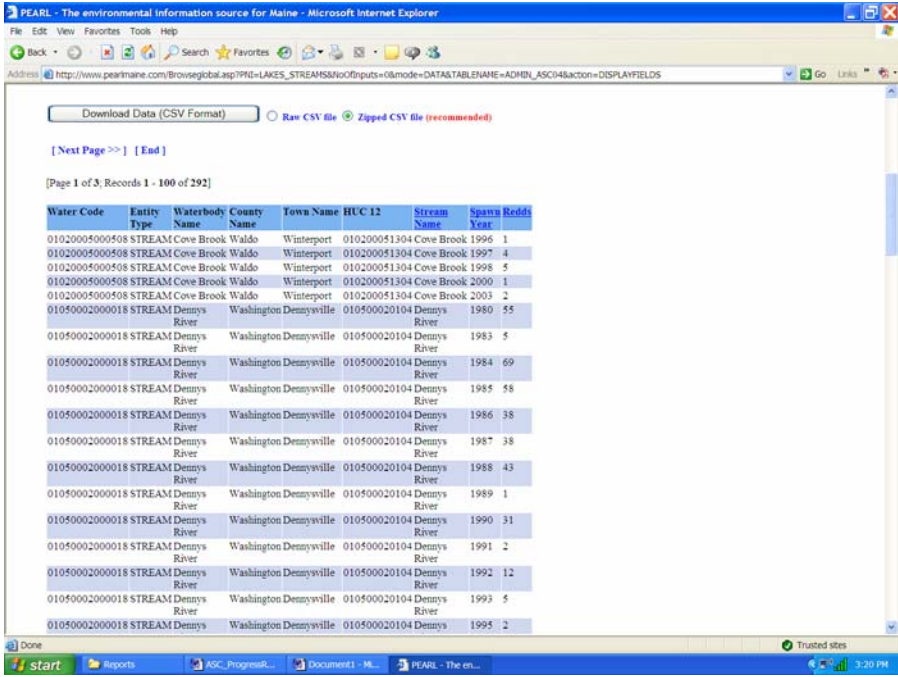 PEARL - The environmental information source for Maine - Microsoft Internet Explorer
File Edit View Favorites Tools Help
Back Search Favorites
Address http://www.pearlmaine.com/Browseglobal.asp?PNI=LAKES_STREAMS&NoOfInputs=0&mode=DATA&TABLENAME=ADMIN_ASC04&action=DISPLAYFIELDS Go Links »
Download Data (CSV Format) Raw CSV file Zipped CSV file (recommended)
[ Next Page >> ] [ End ]
[Page 1 of 3; Records 1 - 100 of 292]
Water Code Entity Waterbody County Town Name HUC 12 Stream Spawn Redds
Type Name Name Name Year
01020005000508 STREAM Cove Brook Waldo Winterport 010200051304 Cove Brook 1996 1
01020005000508 STREAM Cove Brook Waldo Winterport 010200051304 Cove Brook 1997 4
01020005000508 STREAM Cove Brook Waldo Winterport 010200051304 Cove Brook 1998 5
01020005000508 STREAM Cove Brook Waldo Winterport 010200051304 Cove Brook 2000 1
01020005000508 STREAM Cove Brook Waldo Winterport 010200051304 Cove Brook 2003 2
01050002000018 STREAM Dennys Washington Dennysville 010500020104 Dennys 1980 55
River River
01050002000018 STREAM Dennys Washington Dennysville 010500020104 Dennys 1983 5
River River
01050002000018 STREAM Dennys Washington Dennysville 010500020104 Dennys 1984 69
River River
01050002000018 STREAM Dennys Washington Dennysville 010500020104 Dennys 1985 58
River River
01050002000018 STREAM Dennys Washington Dennysville 010500020104 Dennys 1986 38
River River
01050002000018 STREAM Dennys Washington Dennysville 010500020104 Dennys 1987 38
River River
01050002000018 STREAM Dennys Washington Dennysville 010500020104 Dennys 1988 43
River River
01050002000018 STREAM Dennys Washington Dennysville 010500020104 Dennys 1989 1
River River
01050002000018 STREAM Dennys Washington Dennysville 010500020104 Dennys 1990 31
River River
01050002000018 STREAM Dennys Washington Dennysville 010500020104 Dennys 1991 2
River River
01050002000018 STREAM Dennys Washington Dennysville 010500020104 Dennys 1992 12
River River
01050002000018 STREAM Dennys Washington Dennysville 010500020104 Dennys 1993 5
River River
01050002000018 STREAM Dennys Washington Dennysville 010500020104 Dennys 1995 2
Done Trusted sites
start Reports ASC_ProgressR... Document1 - M... PEARL - The en... 3:20 PM